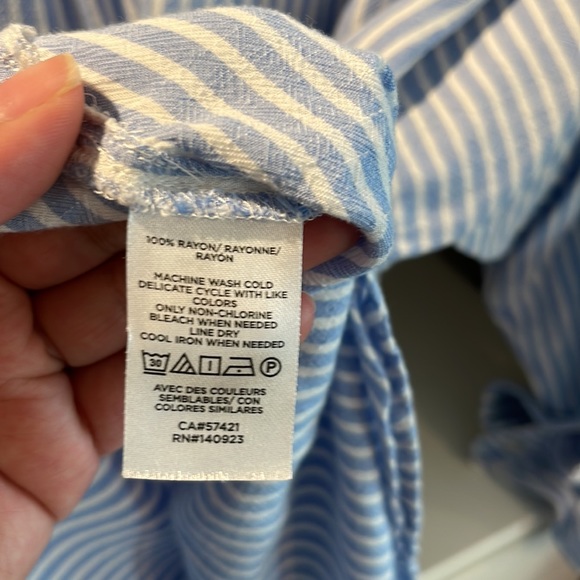 100% RAYON/ RAYONNE/
RAYÓN
MACHINE WASH COLD
DELICATE CYCLE WITH LIKE
COLORS
ONLY NON-CHLORINE
BLEACH WHEN NEEDED
LINE DRY
COOL IRON WHEN NEEDED
30 P
AVEC DES COULEURS
SEMBLABLES/ CON
COLORES SIMILARES
CA#57421
RN#140923